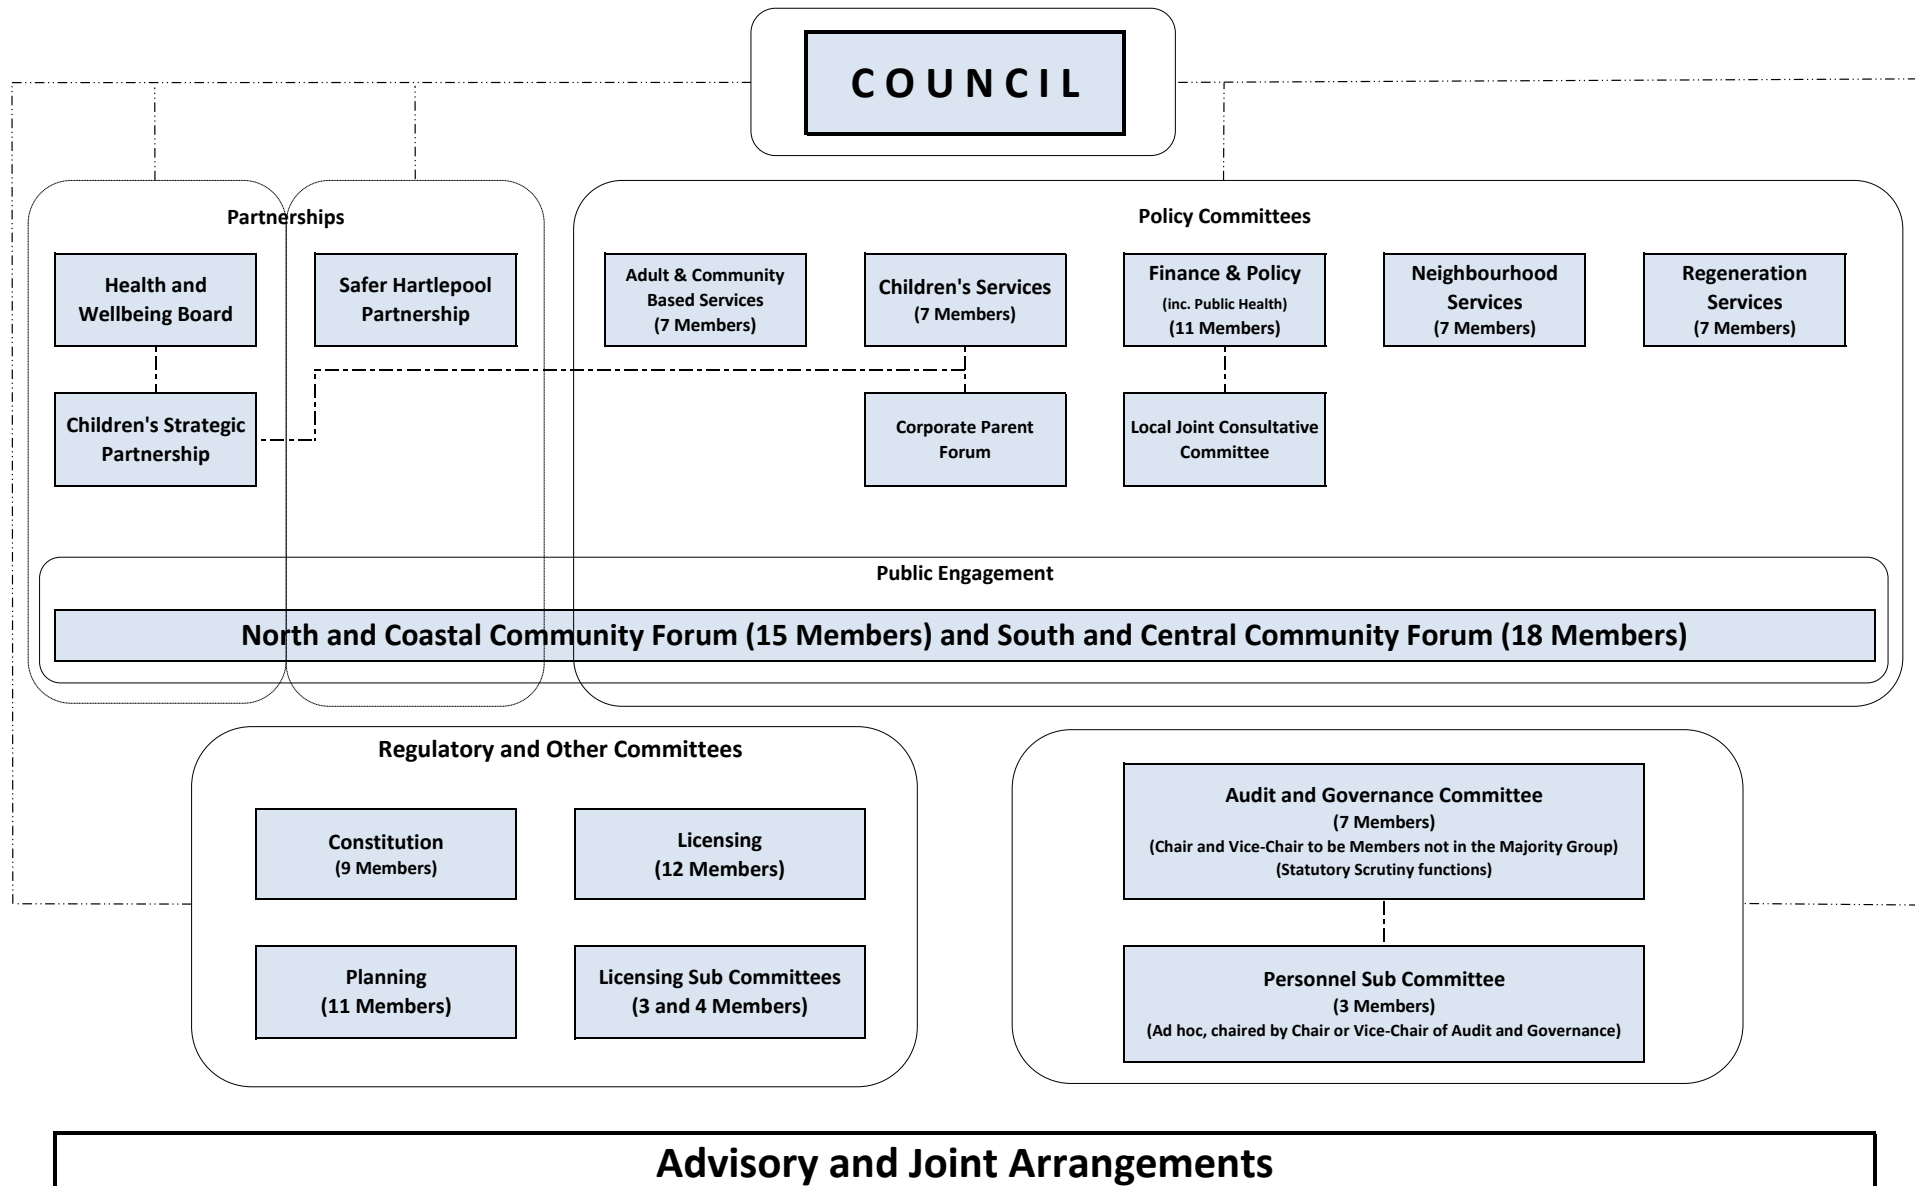 COUNCIL
Partnerships
Policy Committees
Health and
Wellbeing Board
Safer Hartlepool
Partnership
Adult & Community
Based Services
(7 Members)
Children's Services
(7 Members)
Finance & Policy
(inc. Public Health)
(11 Members)
Neighbourhood
Services
(7 Members)
Regeneration
Services
(7 Members)
Children's Strategic
Partnership
Corporate Parent
Forum
Local Joint Consultative
Committee
Public Engagement
North and Coastal Community Forum (15 Members) and South and Central Community Forum (18 Members)
Regulatory and Other Committees
Constitution
(9 Members)
Licensing
(12 Members)
Planning
(11 Members)
Licensing Sub Committees
(3 and 4 Members)
Audit and Governance Committee
(7 Members)
(Chair and Vice-Chair to be Members not in the Majority Group)
(Statutory Scrutiny functions)
Personnel Sub Committee
(3 Members)
(Ad hoc, chaired by Chair or Vice-Chair of Audit and Governance)
Advisory and Joint Arrangements